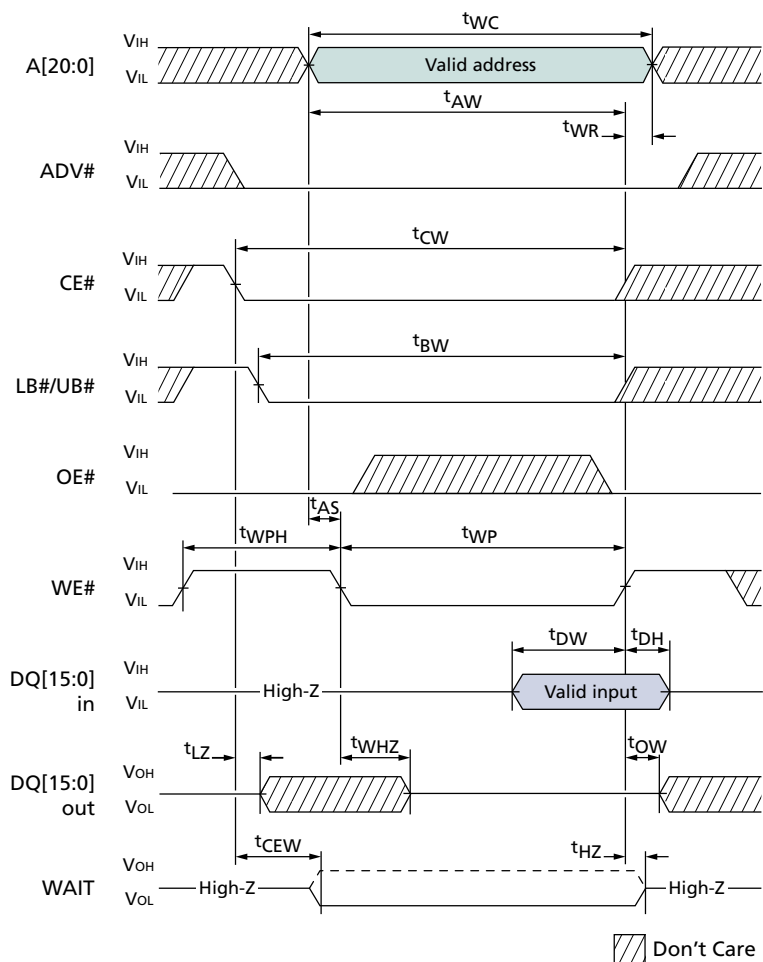 tWC
A[20:0] VIH VIL Valid address
tAW
tWR
ADV# VIH VIL
tCW
CE# VIH VIL
tBW
LB#/UB# VIH VIL
OE# VIH VIL
tAS
tWPH tWP
WE# VIH VIL
tDW tDH
DQ[15:0] in VIH VIL High-Z Valid input
tLZ tWHZ tOW
DQ[15:0] out VOH VOL
tCEW tHZ
WAIT VOH VOL High-Z High-Z
Don't Care